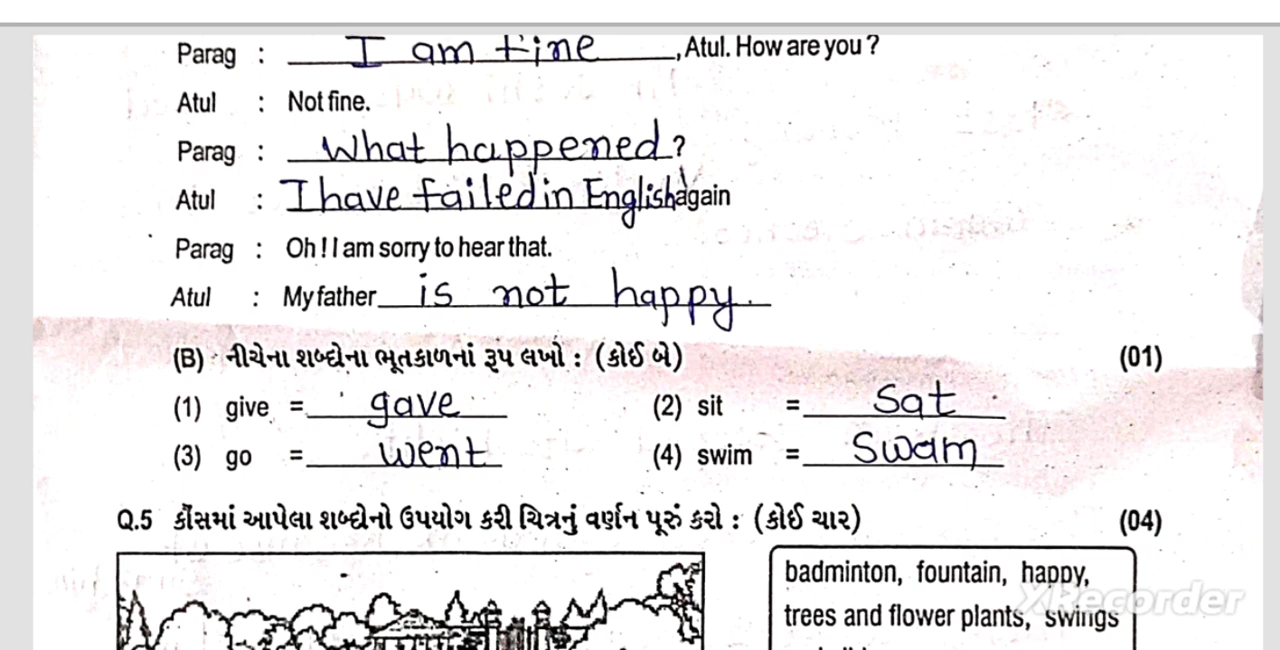 Parag : I am fine, Atul. How are you ?
Atul : Not fine.
Parag : What happened ?
Atul : I have failed in English again
Parag : Oh ! I am sorry to hear that.
Atul : My father is not happy.
(B) નીચેના શબ્દોના ભૂતકાળનાં રૂપ લખો : (કોઈ બે) (01)
(1) give = gave (2) sit = sat
(3) go = went (4) swim = swam
Q.5 કૌંસમાં આપેલા શબ્દોનો ઉપયોગ કરી ચિત્રનું વર્ણન પૂરું કરો : (કોઈ ચાર) (04)
badminton, fountain, happy,
trees and flower plants, swings
XRecorder